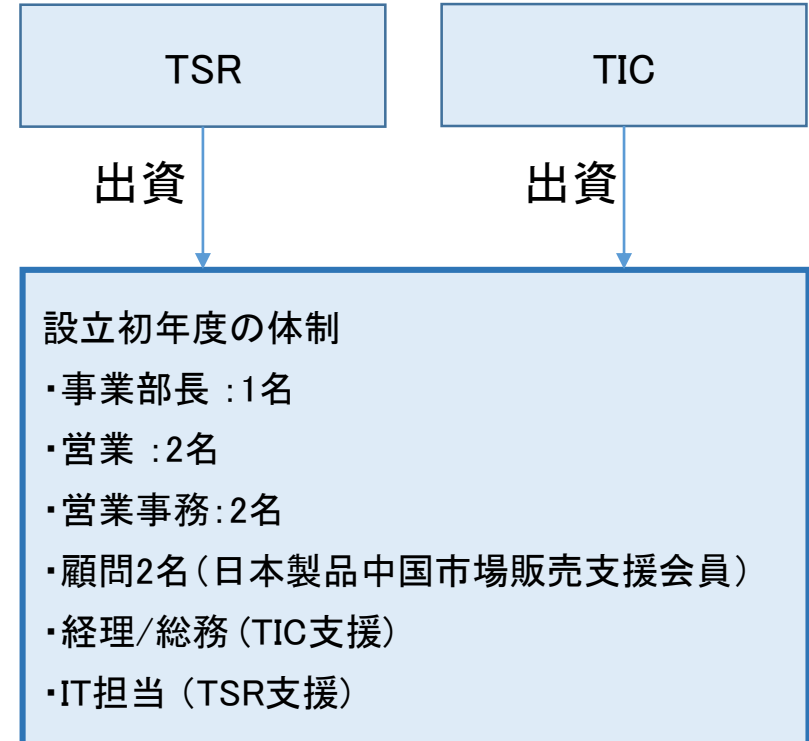 TSR
TIC
出資
出資
設立初年度の体制
・事業部長 :1名
・営業 :2名
・営業事務:2名
・顧問2名(日本製品中国市場販売支援会員)
・経理/総務 (TIC支援)
・IT担当 (TSR支援)